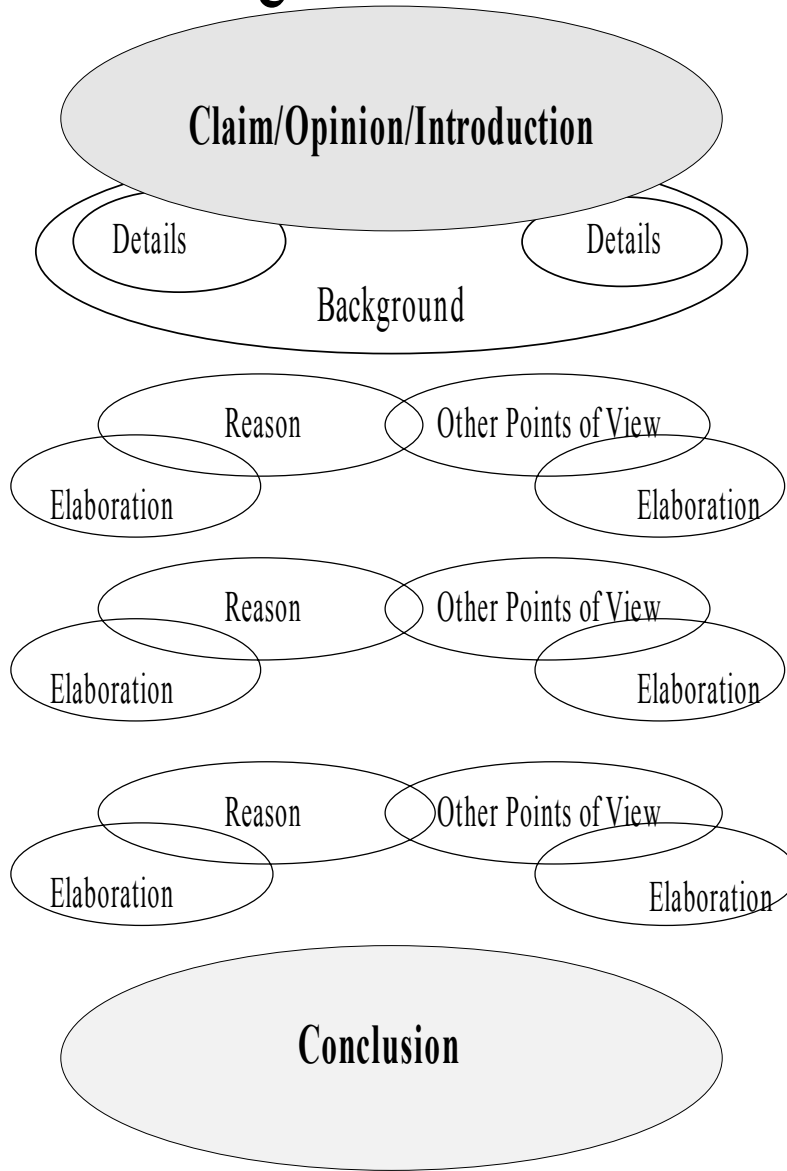 Claim/Opinion/Introduction
Details Details
Background
Reason Other Points of View
Elaboration Elaboration
Reason Other Points of View
Elaboration Elaboration
Reason Other Points of View
Elaboration Elaboration
Conclusion